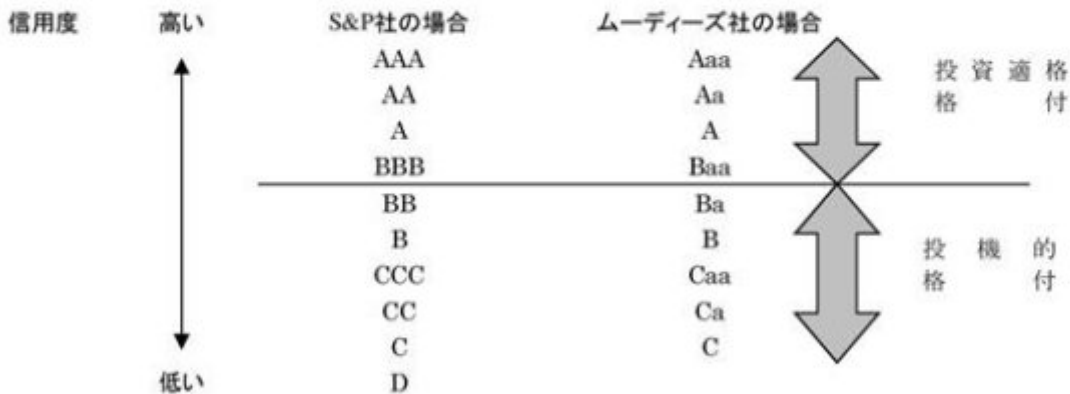 信用度 高い S&P社の場合 ムーディーズ社の場合
AAA Aaa
AA Aa
A A
BBB Baa
投資適格
格付
BB Ba
B B
CCC Caa
CC Ca
C C
投機的
格付
低い D